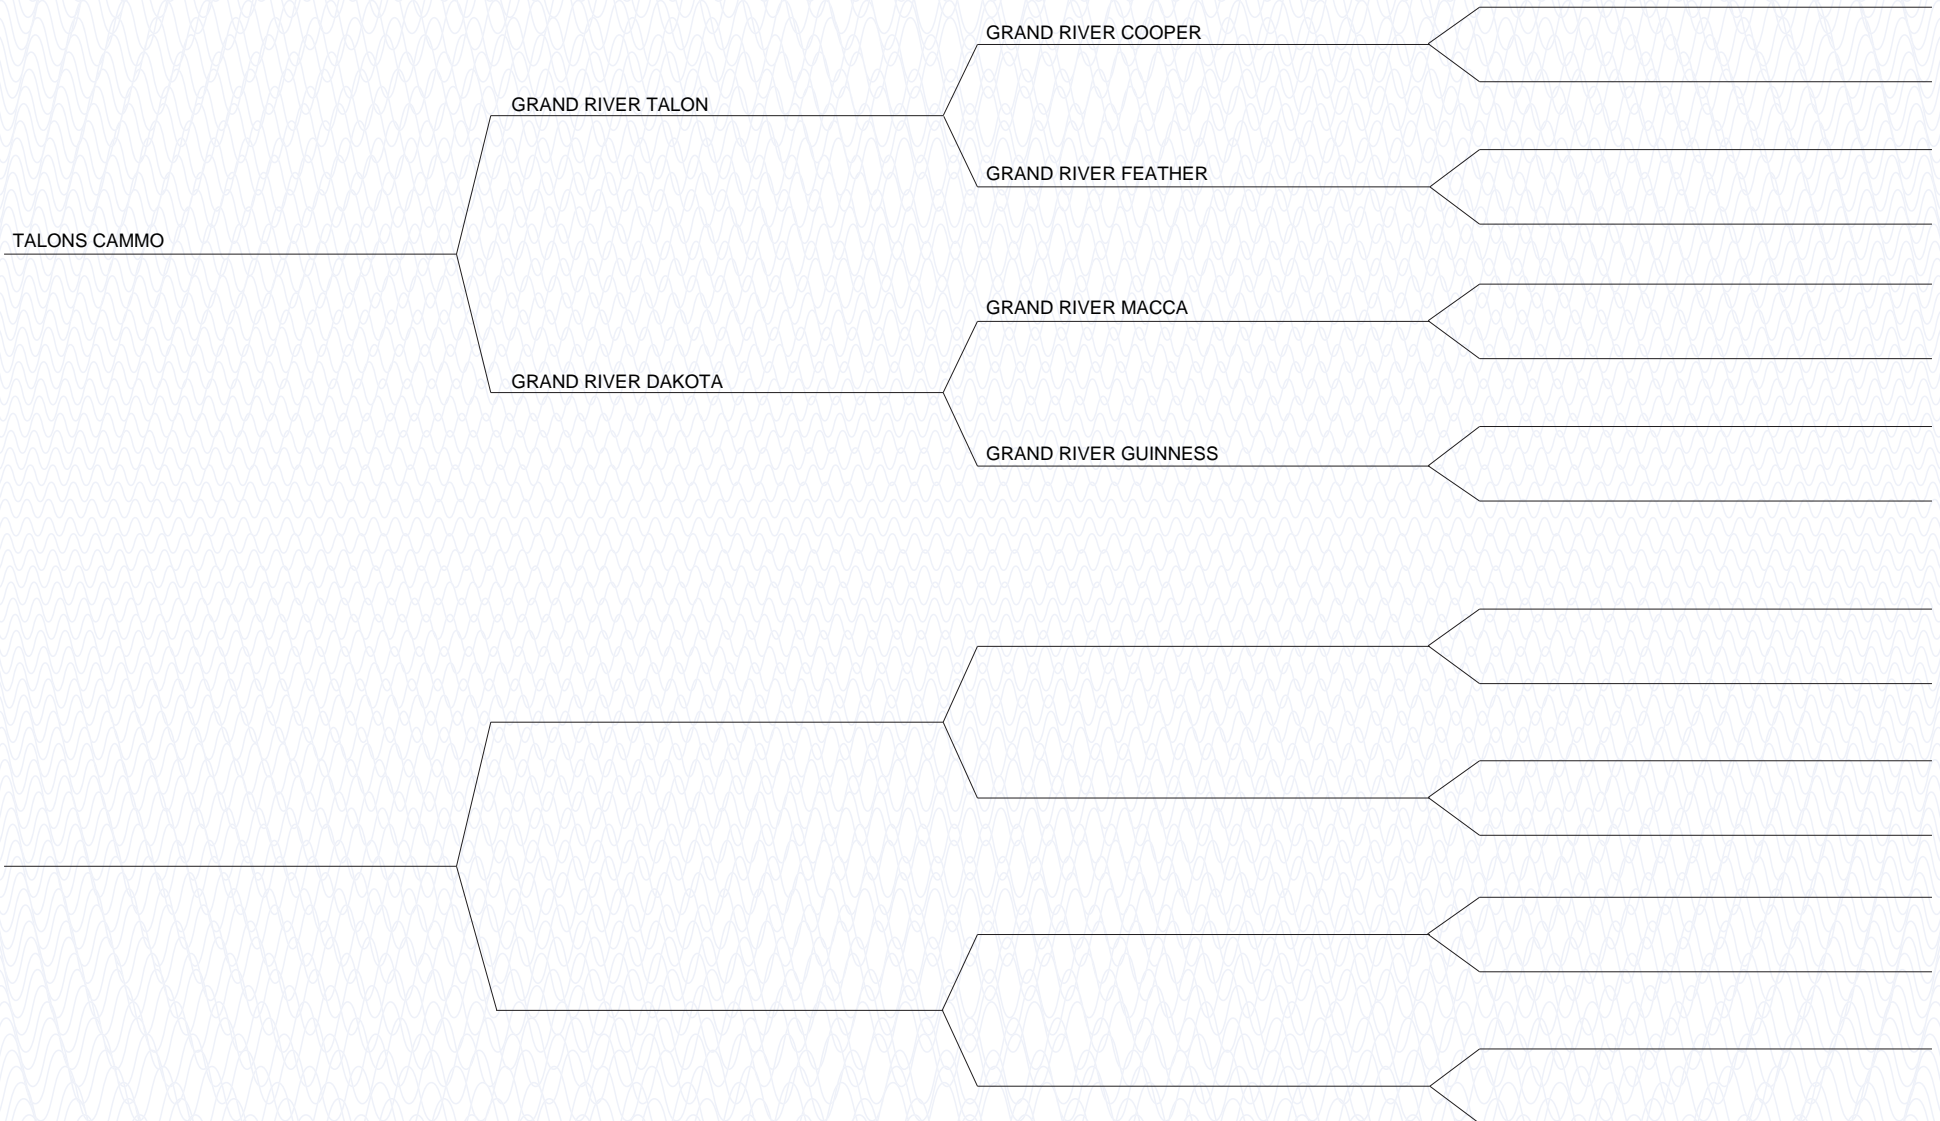 GRAND RIVER COOPER
GRAND RIVER TALON
GRAND RIVER FEATHER
TALONS CAMMO
GRAND RIVER MACCA
GRAND RIVER DAKOTA
GRAND RIVER GUINNESS